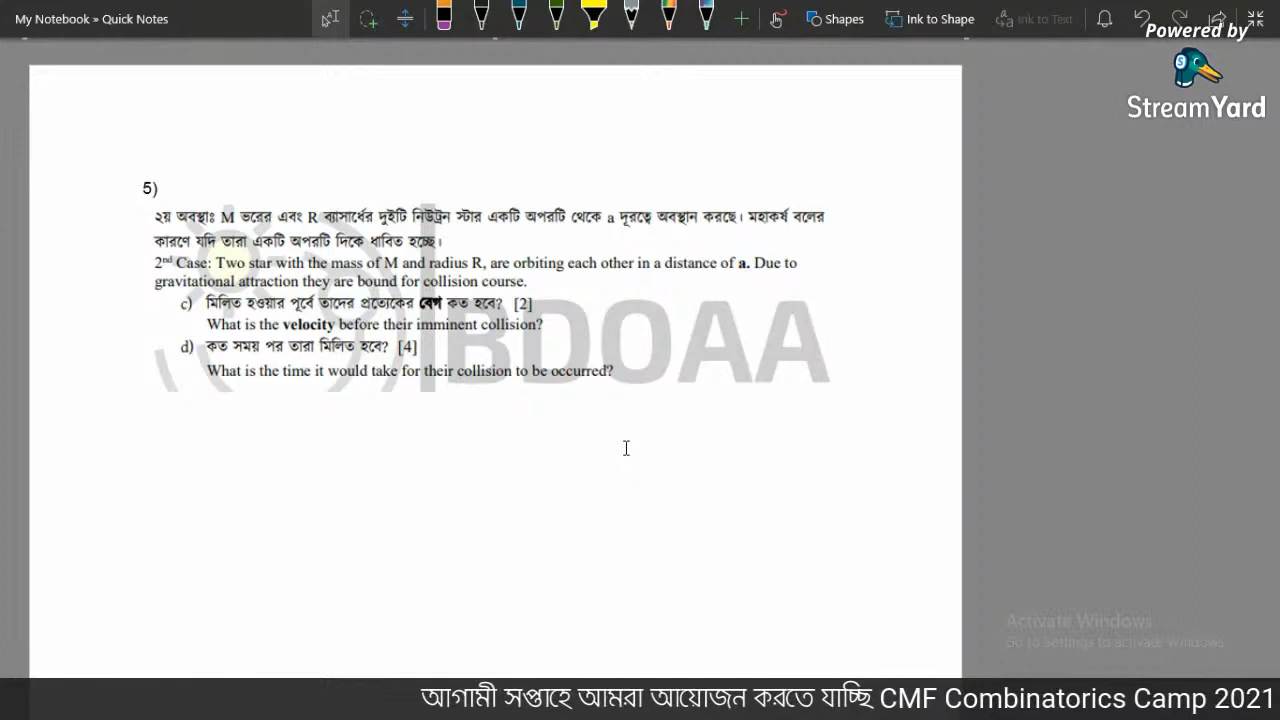 My Notebook » Quick Notes
Shapes
Ink to Shape
Ink to Text
Powered by
StreamYard
5)
২য় অবস্থাঃ M ভরের এবং R ব্যাসার্ধের দুইটি নিউট্রন স্টার একটি অপরটি থেকে a দূরত্বে অবস্থান করছে। মহাকর্ষ বলের
কারণে যদি তারা একটি অপরটি দিকে ধাবিত হচ্ছে।
2nd Case: Two star with the mass of M and radius R, are orbiting each other in a distance of a. Due to
gravitational attraction they are bound for collision course.
c) মিলিত হওয়ার পূর্বে তাদের প্রত্যেকের বেগ কত হবে? [2]
What is the velocity before their imminent collision?
d) কত সময় পর তারা মিলিত হবে? [4]
What is the time it would take for their collision to be occurred?
BDOAA
Activate Windows
Go to Settings to activate Windows.
আগামী সপ্তাহে আমরা আয়োজন করতে যাচ্ছি CMF Combinatorics Camp 2021